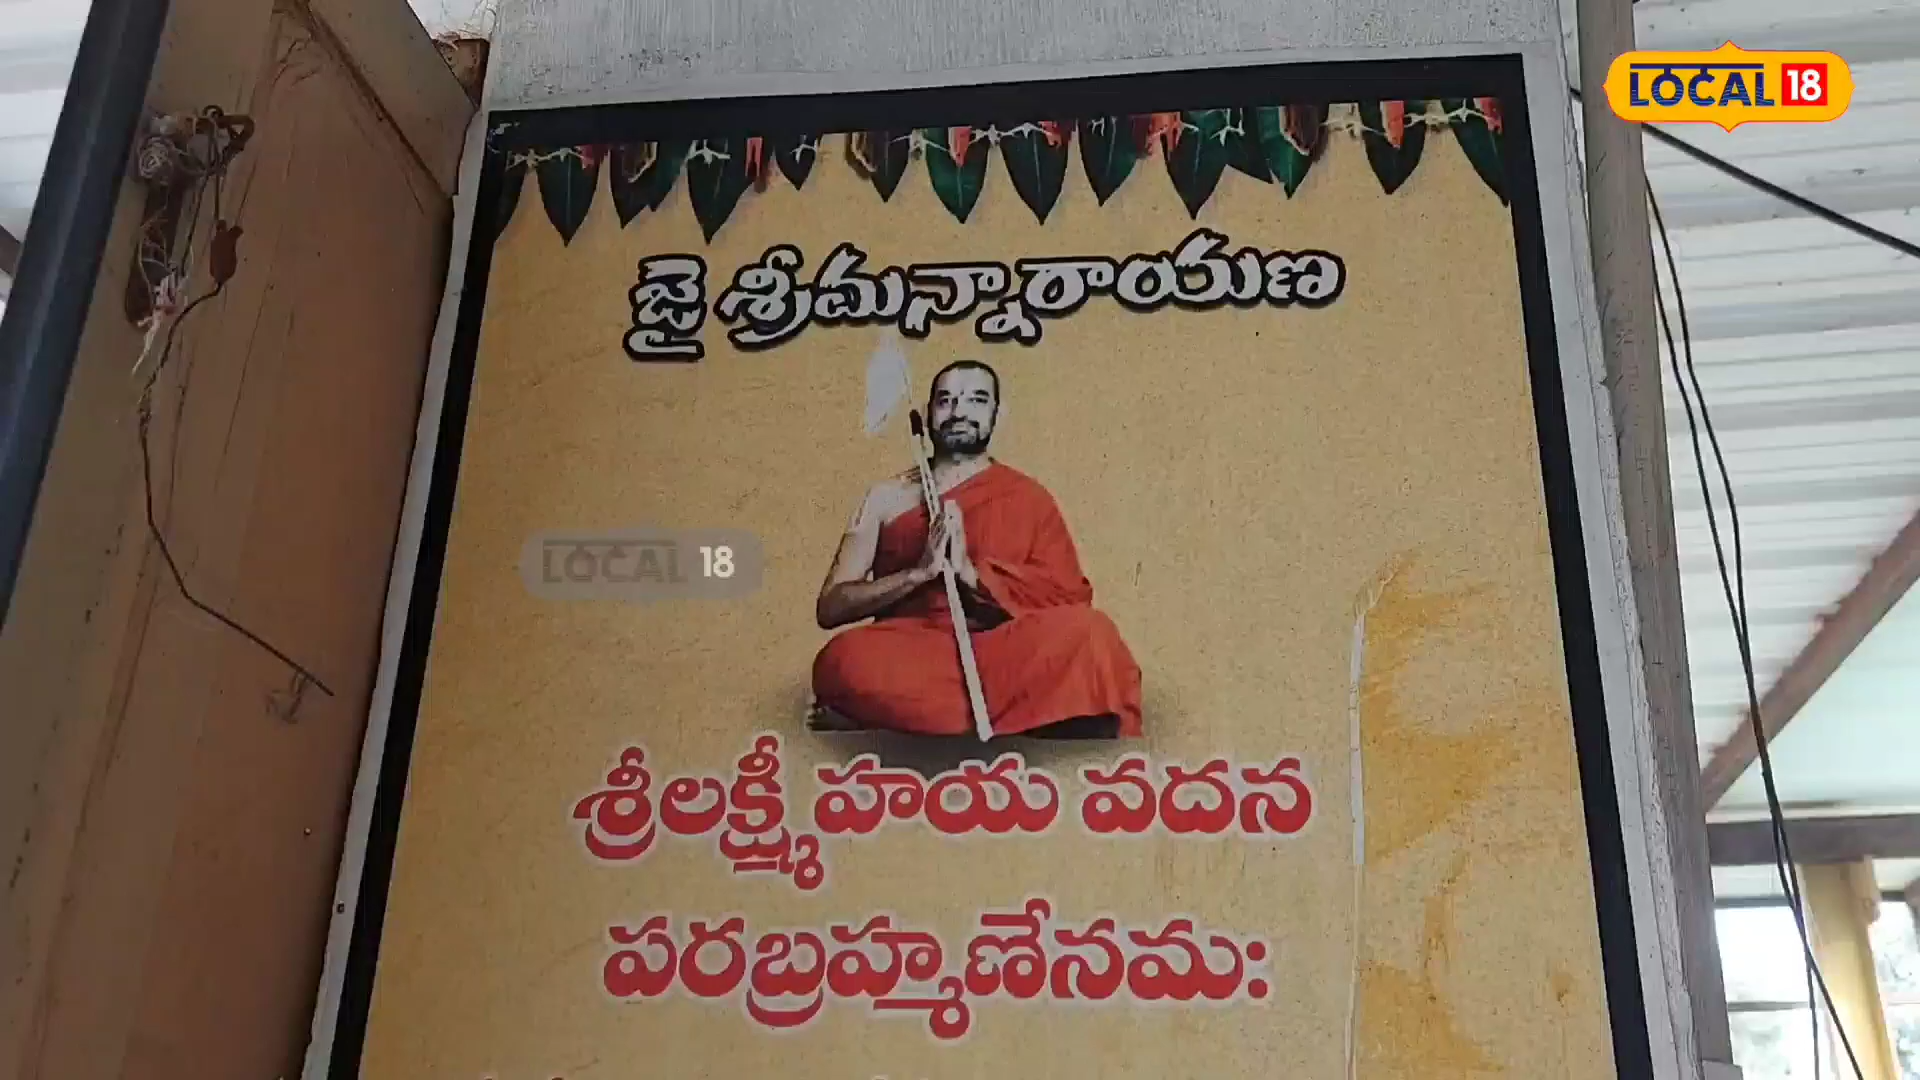 LOCAL 18
జై శ్రీమన్నారాయణ
LOCAL 18
శ్రీలక్ష్మీ హయ వదన
పరబ్రహ్మణేనమః